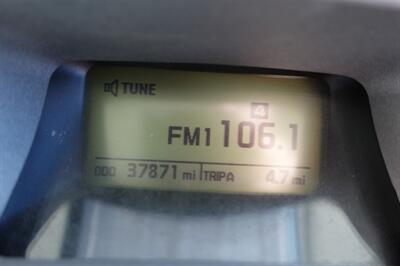 TUNE
4
FM1 106.1
ODO 37871 mi TRIPA 4.7 mi